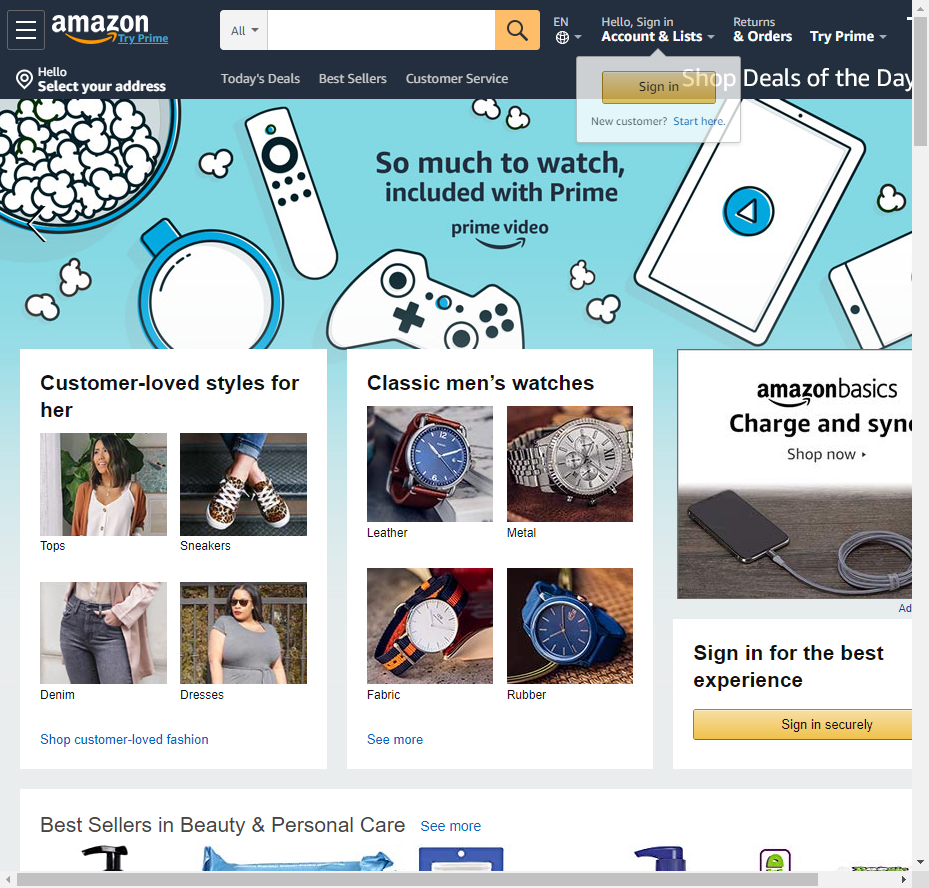 amazon
Try Prime
All
EN
Hello, Sign in
Account & Lists
Returns
& Orders
Try Prime
Hello
Select your address
Today's Deals
Best Sellers
Customer Service
Shop Deals of the Day
Sign in
New customer? Start here.
So much to watch,
included with Prime
prime video
Customer-loved styles for
her
Tops
Sneakers
Denim
Dresses
Shop customer-loved fashion
Classic men’s watches
Leather
Metal
Fabric
Rubber
See more
amazonbasics
Charge and sync
Shop now
Ad
Sign in for the best
experience
Sign in securely
Best Sellers in Beauty & Personal Care
See more